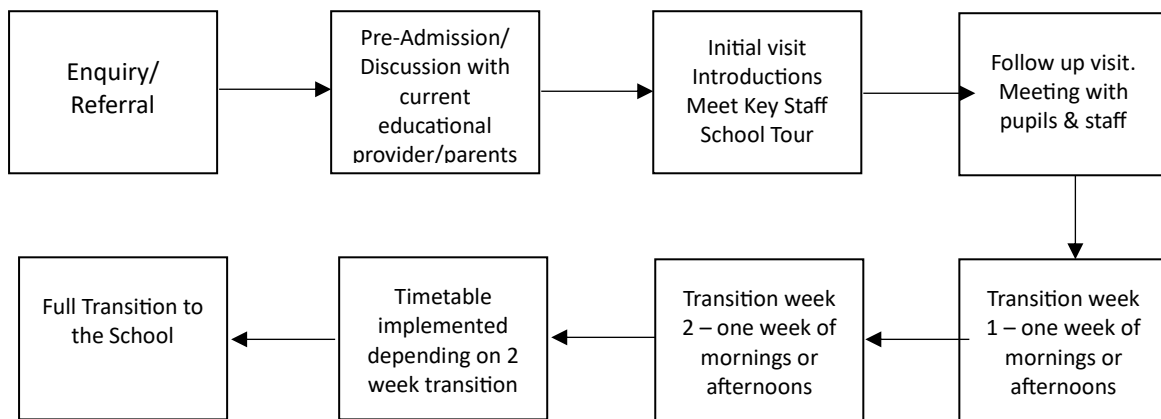 Enquiry/
Referral
Pre-Admission/
Discussion with
current
educational
provider/parents
Initial visit
Introductions
Meet Key Staff
School Tour
Follow up visit.
Meeting with
pupils & staff
Transition week
1 – one week of
mornings or
afternoons
Transition week
2 – one week of
mornings or
afternoons
Timetable
implemented
depending on 2
week transition
Full Transition to
the School